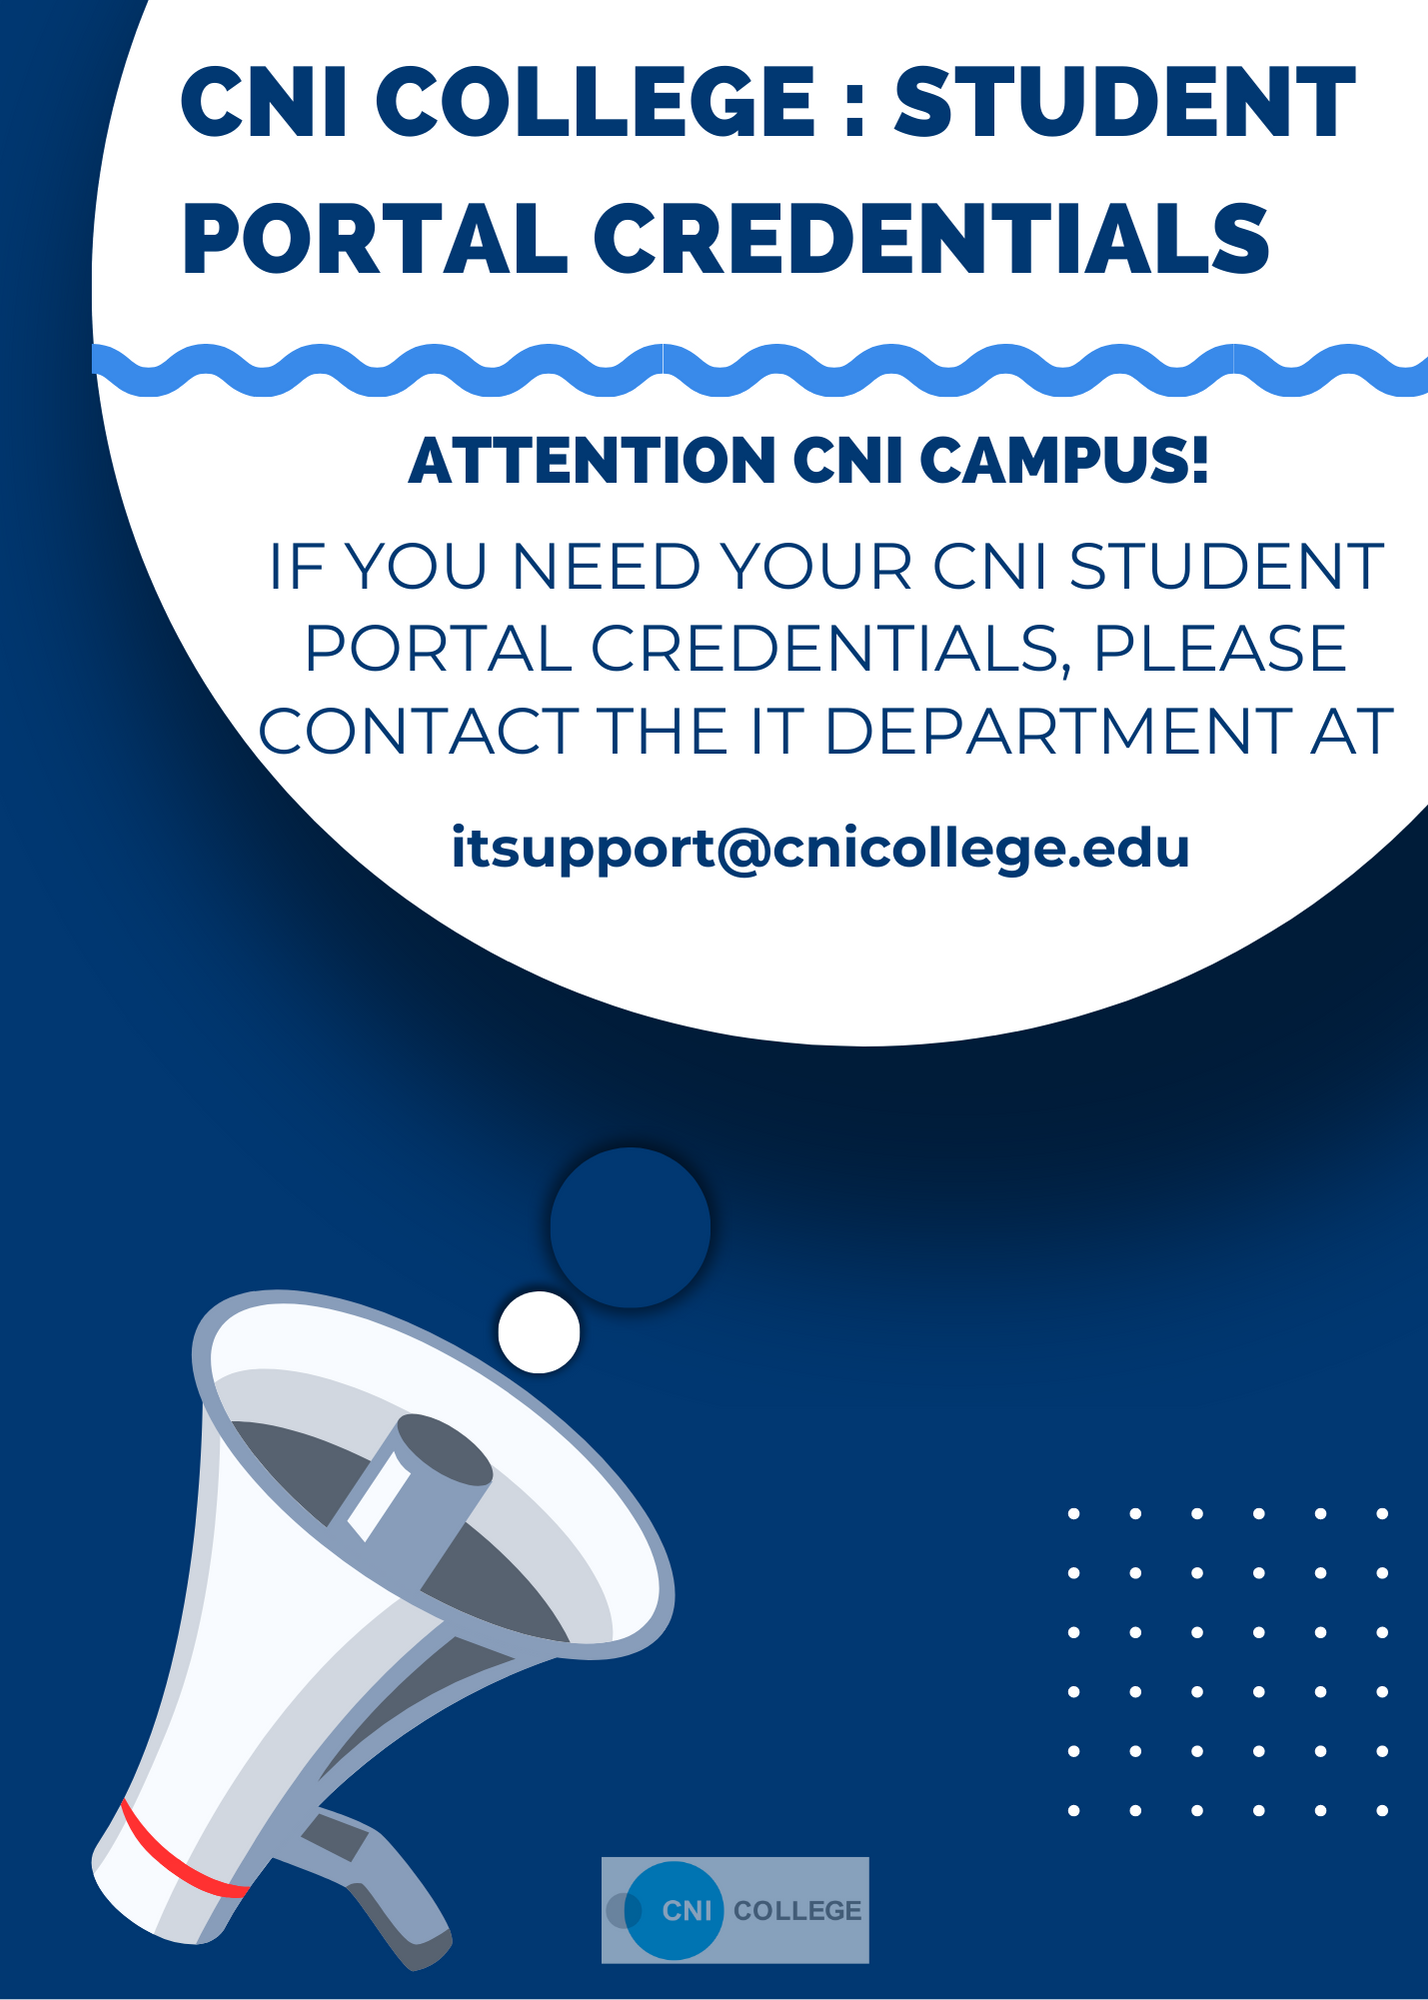 CNI COLLEGE : STUDENT
PORTAL CREDENTIALS
ATTENTION CNI CAMPUS!
IF YOU NEED YOUR CNI STUDENT
PORTAL CREDENTIALS, PLEASE
CONTACT THE IT DEPARTMENT AT
itsupport@cnicollege.edu
CNI COLLEGE